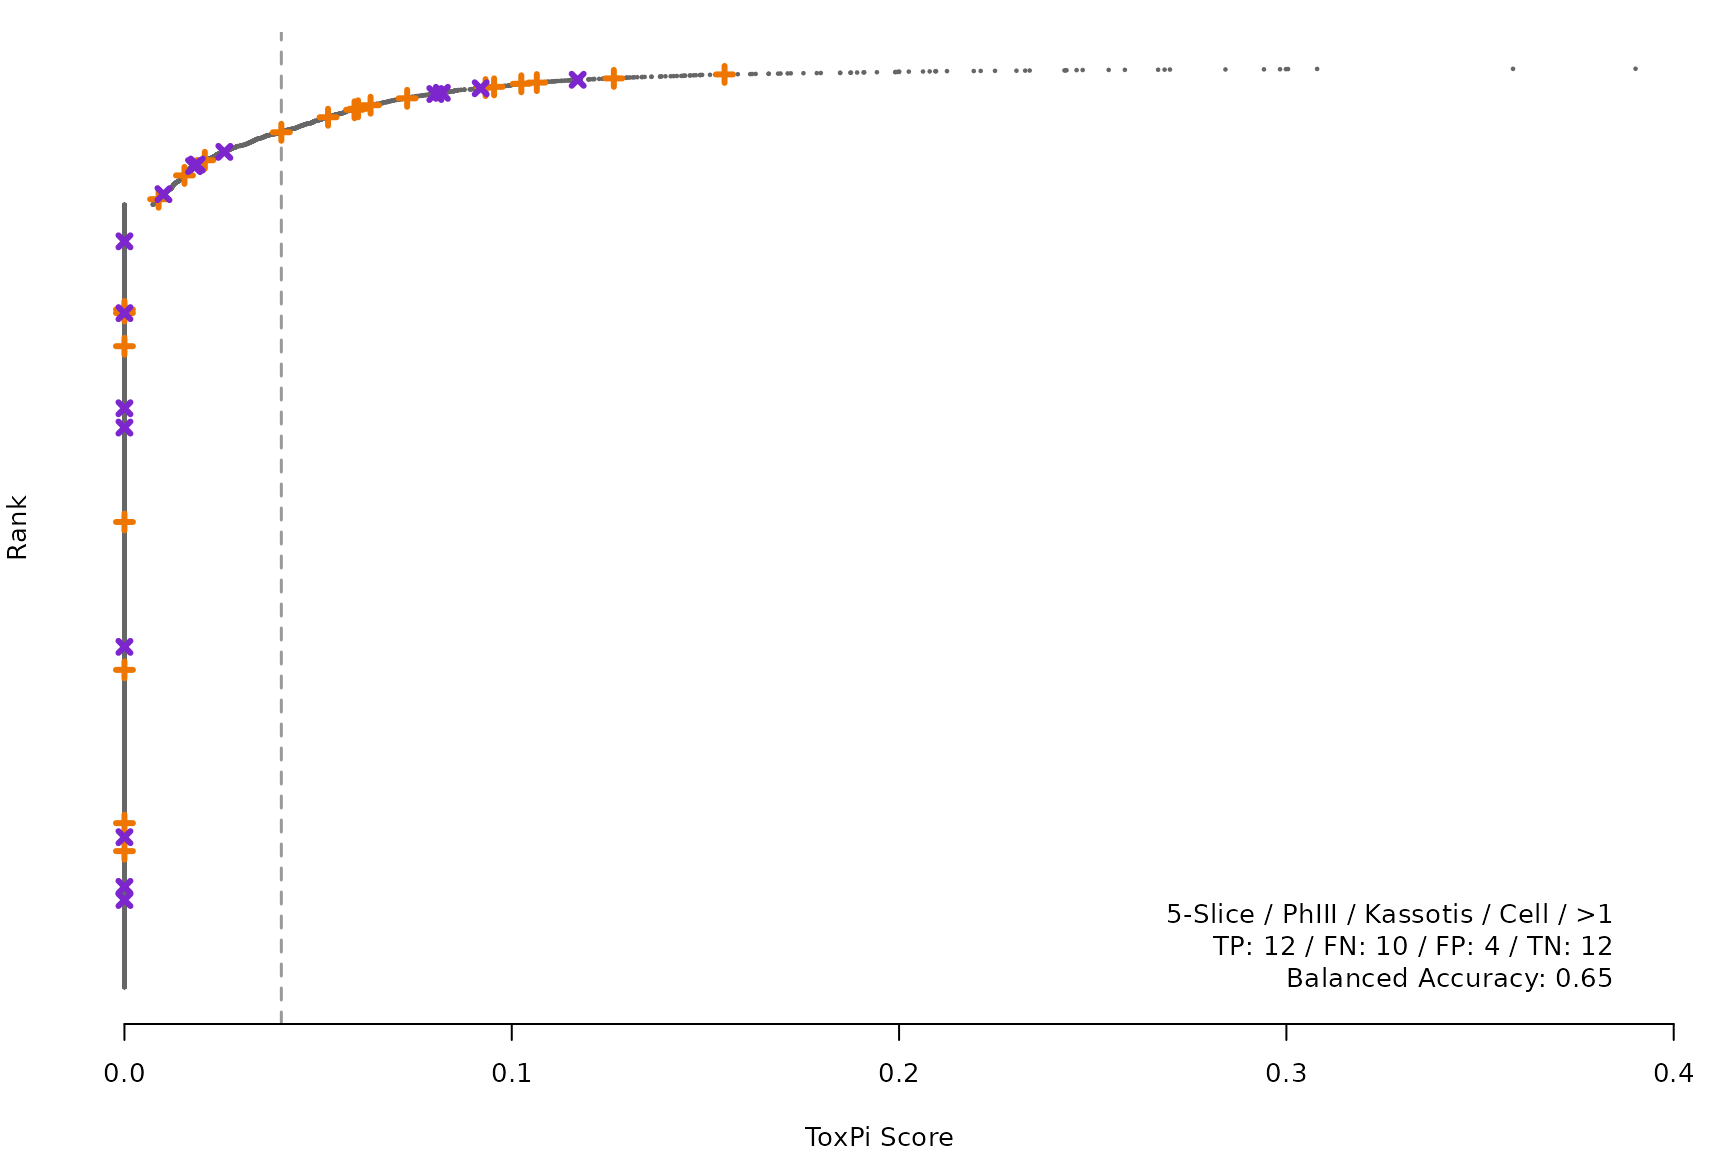 Rank
5-Slice / PhIII / Kassotis / Cell / >1
TP: 12 / FN: 10 / FP: 4 / TN: 12
Balanced Accuracy: 0.65
0.0 0.1 0.2 0.3 0.4
ToxPi Score